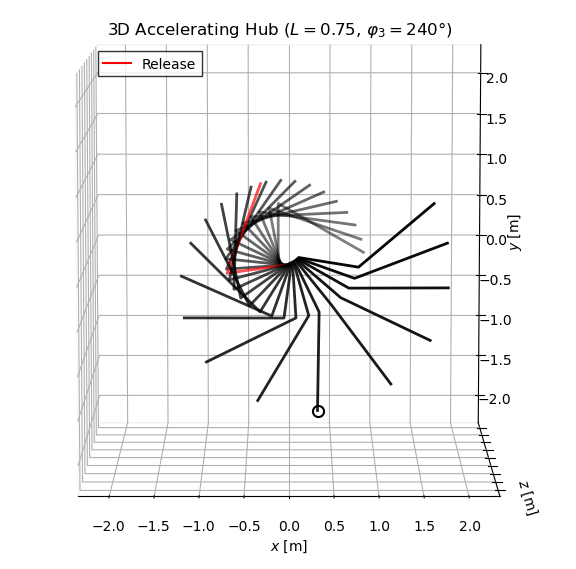 3D Accelerating Hub (L = 0.75, φ₃ = 240°)
Release
2.0
1.5
1.0
0.5
0.0
−0.5
−1.0
−1.5
−2.0
y [m]
z [m]
−2.0 −1.5 −1.0 −0.5 0.0 0.5 1.0 1.5 2.0
x [m]